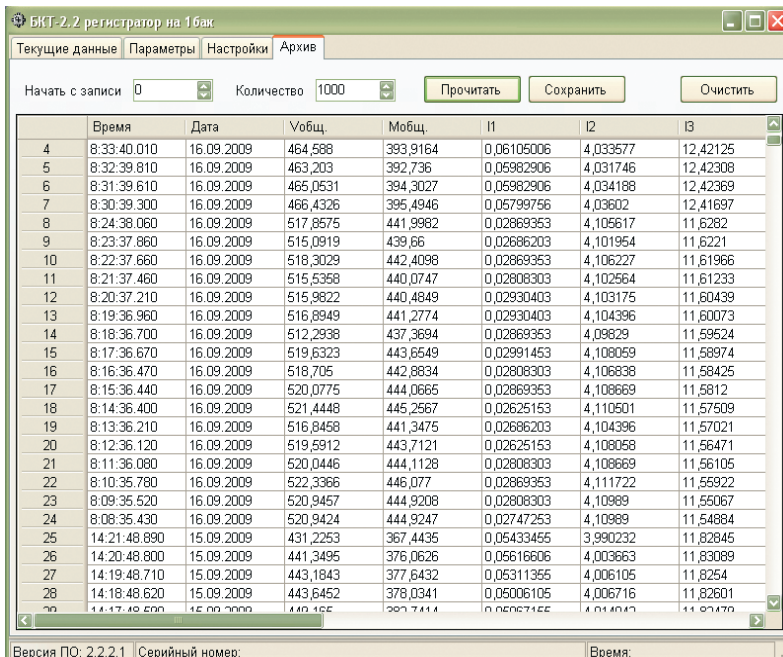 БКТ-2.2 регистратор на 1бак
Текущие данные Параметры Настройки Архив
Начать с записи 0 Количество 1000 Прочитать Сохранить Очистить
Время Дата Vобщ. Мобщ. I1 I2 I3
4 8:33:40.010 16.09.2009 464,588 393,9164 0,06105006 4,033577 12,42125
5 8:32:39.810 16.09.2009 463,203 392,736 0,05982906 4,031746 12,42308
6 8:31:39.610 16.09.2009 465,0531 394,3027 0,05982906 4,034188 12,42369
7 8:30:39.300 16.09.2009 466,4326 395,4946 0,05799756 4,03602 12,41697
8 8:24:38.060 16.09.2009 517,8575 441,9982 0,02869353 4,105617 11,6282
9 8:23:37.860 16.09.2009 515,0919 439,66 0,02686203 4,101954 11,6221
10 8:22:37.660 16.09.2009 518,3029 442,4098 0,02869353 4,106227 11,61966
11 8:21:37.460 16.09.2009 515,5358 440,0747 0,02808303 4,102564 11,61233
12 8:20:37.210 16.09.2009 515,9822 440,4849 0,02930403 4,103175 11,60439
13 8:19:36.960 16.09.2009 516,8949 441,2774 0,02930403 4,104396 11,60073
14 8:18:36.700 16.09.2009 512,2938 437,3694 0,02869353 4,09829 11,59524
15 8:17:36.670 16.09.2009 519,6323 443,6549 0,02991453 4,108059 11,58974
16 8:16:36.470 16.09.2009 518,705 442,8834 0,02808303 4,106838 11,58425
17 8:15:36.440 16.09.2009 520,0775 444,0665 0,02869353 4,108669 11,5812
18 8:14:36.400 16.09.2009 521,4448 445,2567 0,02625153 4,110501 11,57509
19 8:13:36.210 16.09.2009 516,8458 441,3475 0,02686203 4,104396 11,57021
20 8:12:36.120 16.09.2009 519,5912 443,7121 0,02625153 4,108058 11,56471
21 8:11:36.080 16.09.2009 520,0446 444,1128 0,02808303 4,108669 11,56105
22 8:10:35.780 16.09.2009 522,3366 446,077 0,02869353 4,111722 11,55922
23 8:09:35.520 16.09.2009 520,9457 444,9208 0,02808303 4,10989 11,55067
24 8:08:35.430 16.09.2009 520,9424 444,9247 0,02747253 4,10989 11,54884
25 14:21:48.890 15.09.2009 431,2253 367,4435 0,05433455 3,990232 11,82845
26 14:20:48.800 15.09.2009 441,3495 376,0626 0,05616606 4,003663 11,83089
27 14:19:48.710 15.09.2009 443,1843 377,6432 0,05311355 4,006105 11,8254
28 14:18:48.620 15.09.2009 443,6452 378,0341 0,05006105 4,006716 11,82601
Версия ПО: 2.2.2.1 Серийный номер: Время: